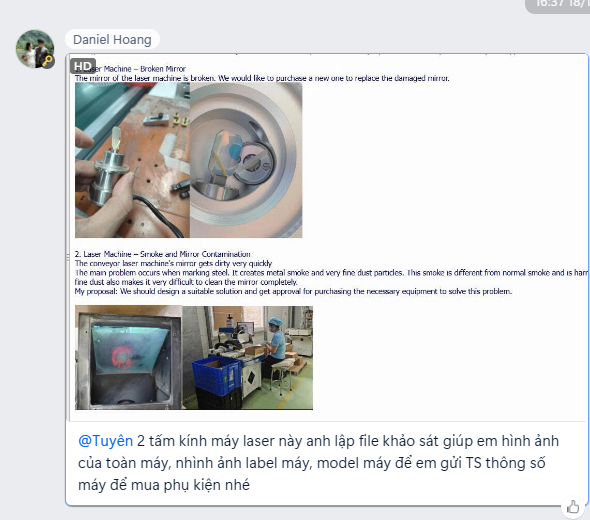 16:37 18/1
Daniel Hoang
HD
Laser Machine – Broken Mirror
The mirror of the laser machine is broken. We would like to purchase a new one to replace the damaged mirror.
2. Laser Machine – Smoke and Mirror Contamination
The conveyor laser machine's mirror gets dirty very quickly
The main problem occurs when marking steel. It creates metal smoke and very fine dust particles. This smoke is different from normal smoke and is
fine dust also makes it very difficult to clean the mirror completely.
My proposal: We should design a suitable solution and get approval for purchasing the necessary equipment to solve this problem.
@Tuyên 2 tấm kính máy laser này anh lập file khảo sát giúp em hình ảnh
của toàn máy, nhình ảnh label máy, model máy để em gửi TS thông số
máy để mua phụ kiện nhé